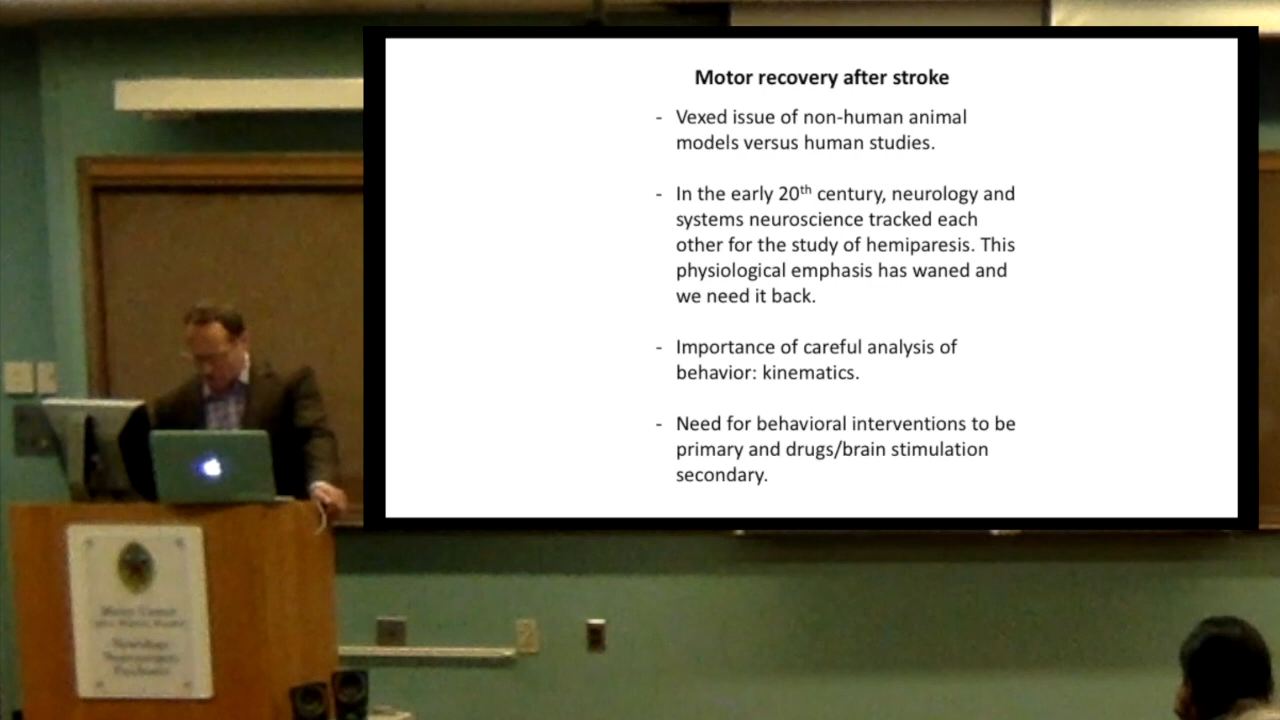 Motor recovery after stroke
- Vexed issue of non-human animal
models versus human studies.
- In the early 20th century, neurology and
systems neuroscience tracked each
other for the study of hemiparesis. This
physiological emphasis has waned and
we need it back.
- Importance of careful analysis of
behavior: kinematics.
- Need for behavioral interventions to be
primary and drugs/brain stimulation
secondary.
Neurology
Neurosurgery
Psychiatry